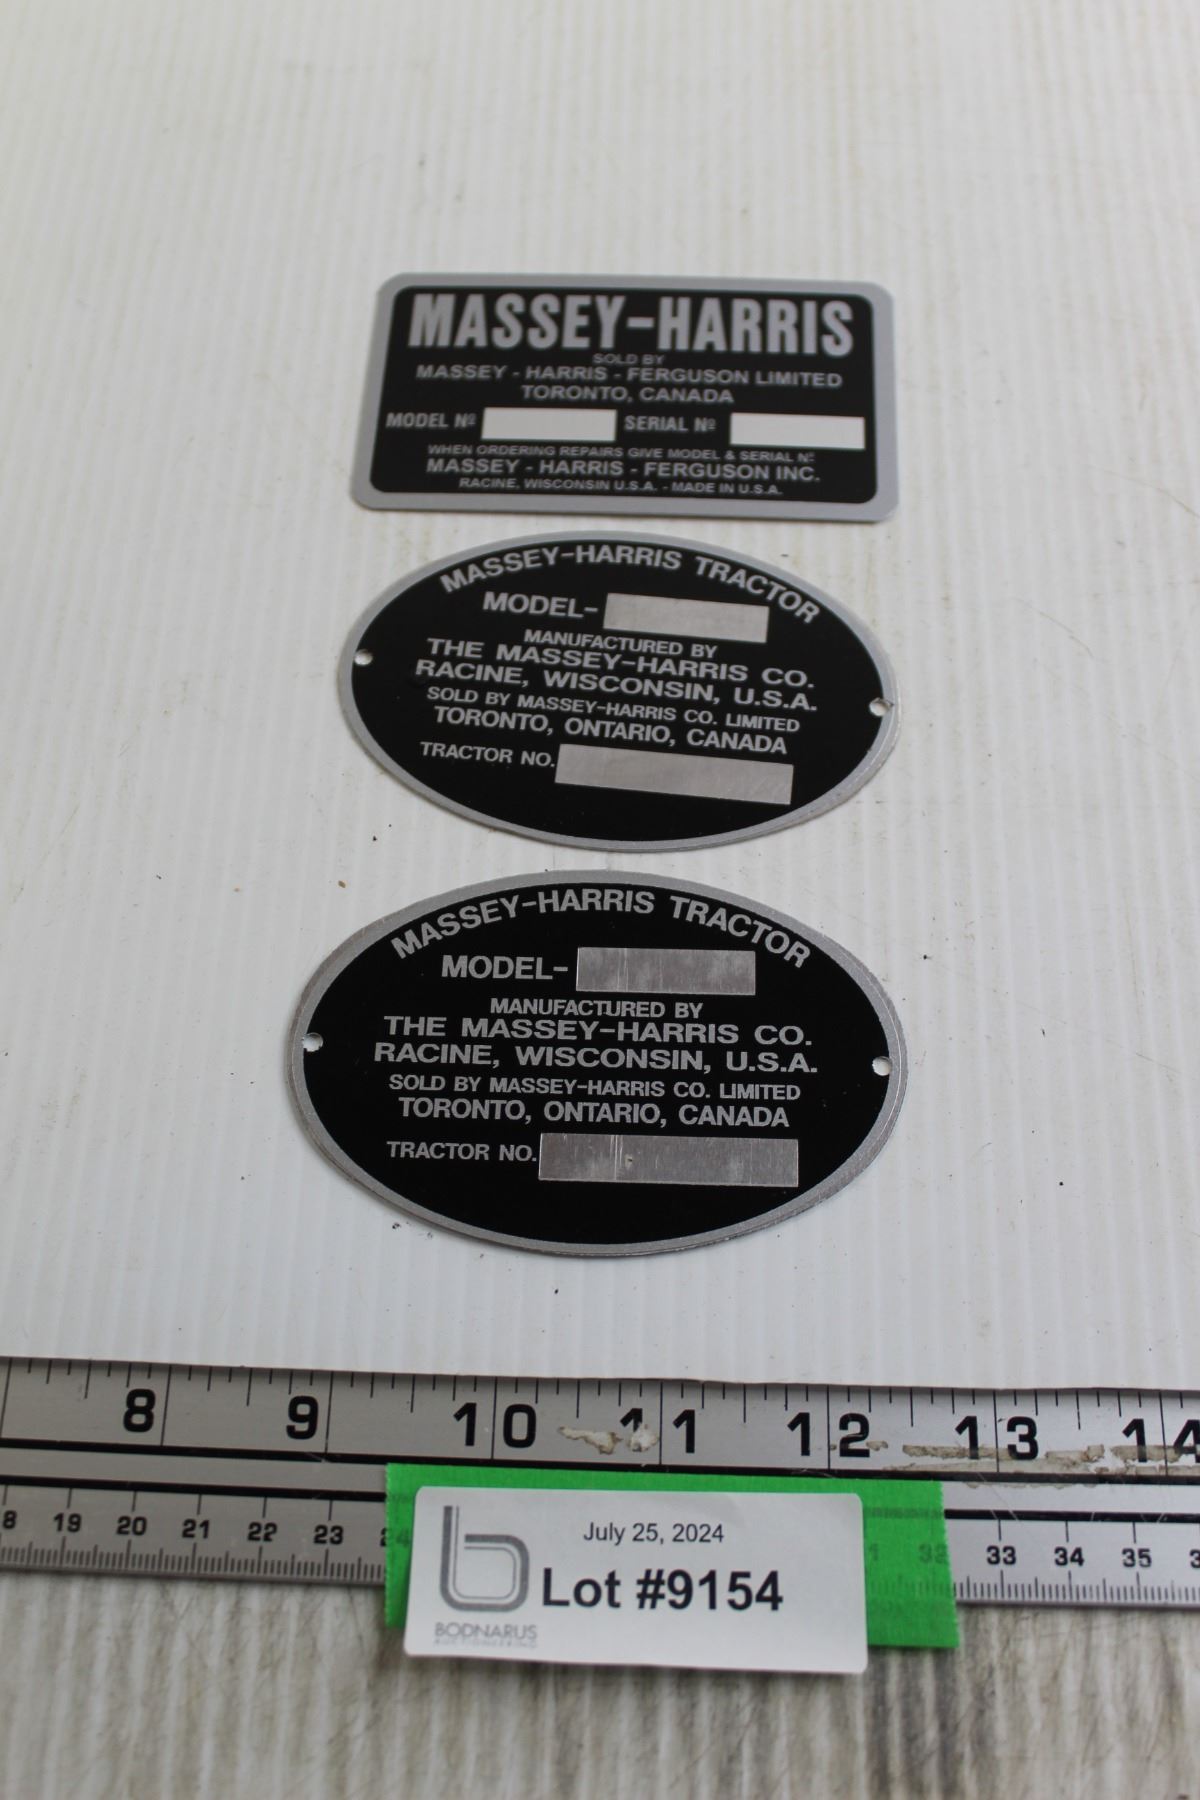 MASSEY-HARRIS
SOLD BY
MASSEY - HARRIS - FERGUSON LIMITED
TORONTO, CANADA
MODEL Nº SERIAL Nº
WHEN ORDERING REPAIRS GIVE MODEL & SERIAL Nº
MASSEY - HARRIS - FERGUSON INC.
RACINE, WISCONSIN U.S.A. - MADE IN U.S.A.
MASSEY-HARRIS TRACTOR
MODEL-
MANUFACTURED BY
THE MASSEY-HARRIS CO.
RACINE, WISCONSIN, U.S.A.
SOLD BY MASSEY-HARRIS CO. LIMITED
TORONTO, ONTARIO, CANADA
TRACTOR NO.
MASSEY-HARRIS TRACTOR
MODEL-
MANUFACTURED BY
THE MASSEY-HARRIS CO.
RACINE, WISCONSIN, U.S.A.
SOLD BY MASSEY-HARRIS CO. LIMITED
TORONTO, ONTARIO, CANADA
TRACTOR NO.
8 9 10 11 12 13 14
19 20 21 22 23 24 32 33 34 35
July 25, 2024
Lot #9154
BODNARUS
AUCTIONEERING